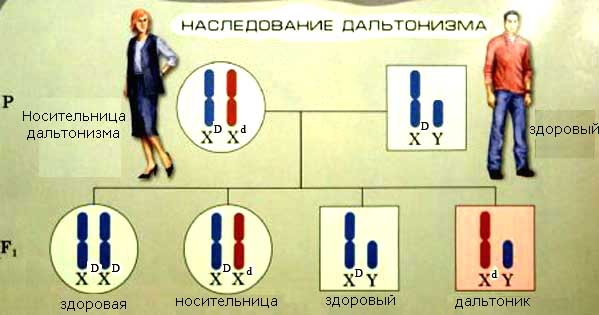 НАСЛЕДОВАНИЕ ДАЛЬТОНИЗМА
P
Носительница
дальтонизма
X^D X^d
X^D Y
здоровый
F₁
X^D X^D
X^D X^d
X^D Y
X^d Y
здоровая
носительница
здоровый
дальтоник